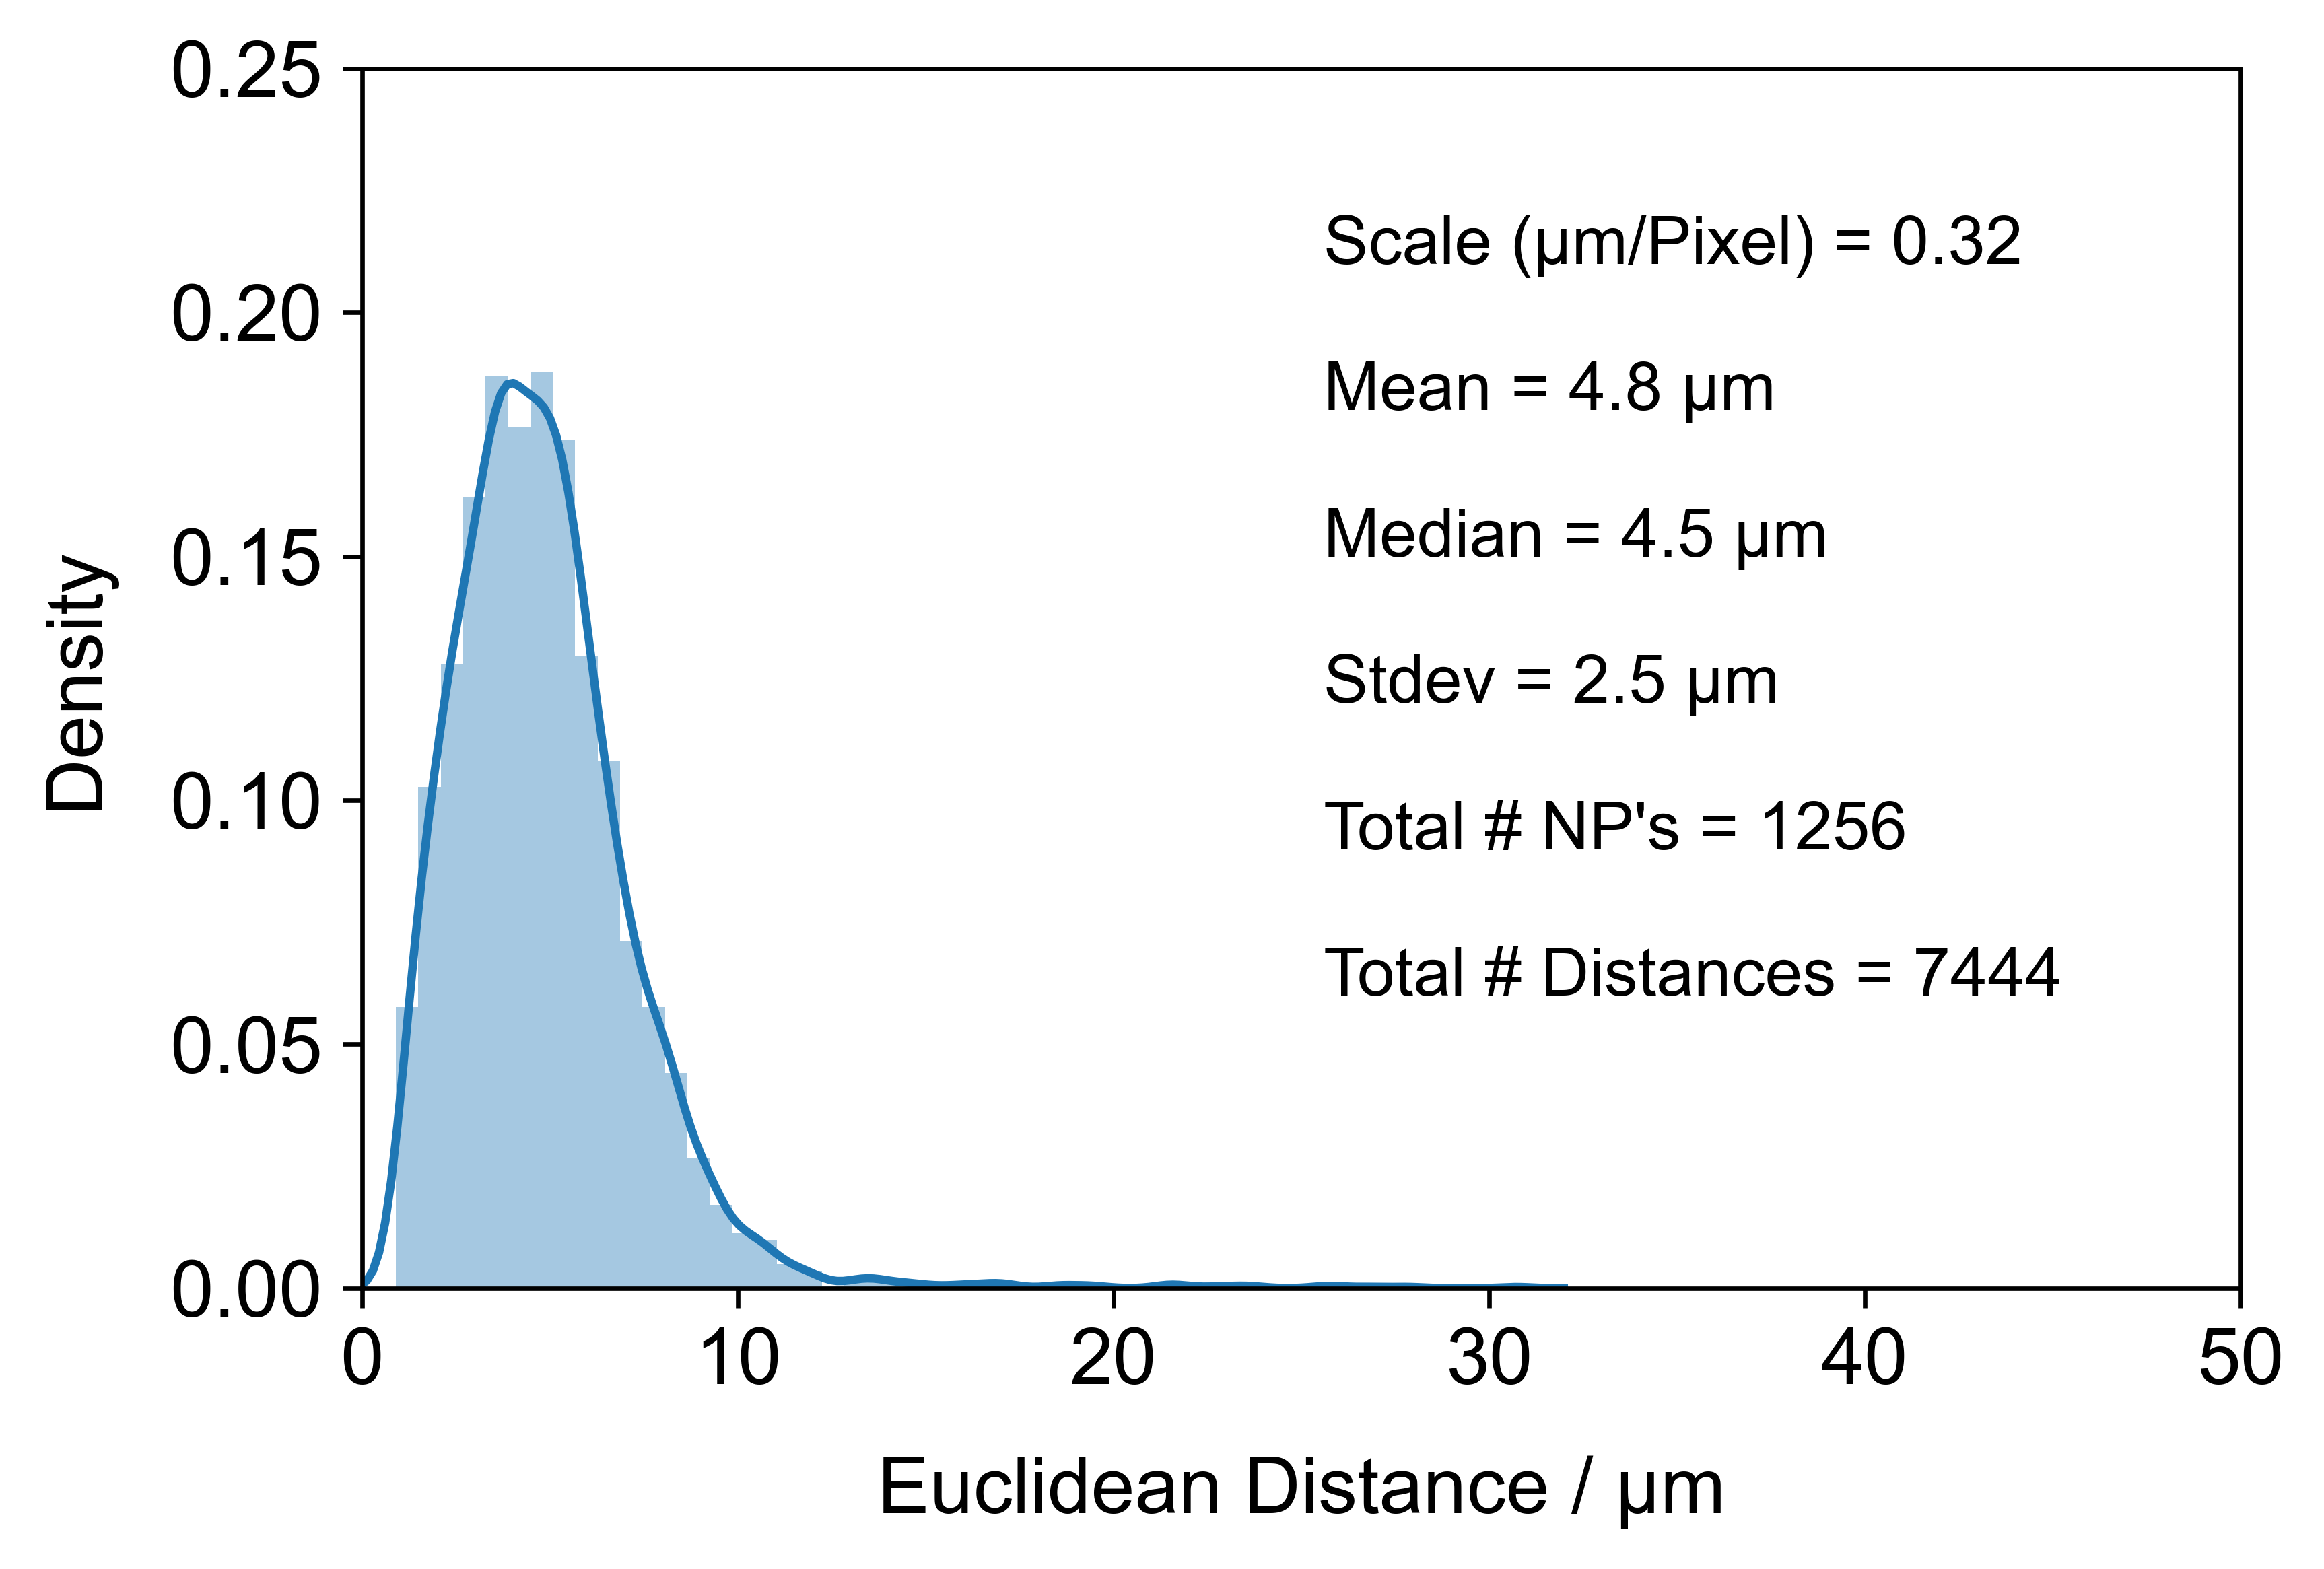 0.25
0.20
0.15
0.10
0.05
0.00
Density
Scale (µm/Pixel) = 0.32
Mean = 4.8 µm
Median = 4.5 µm
Stdev = 2.5 µm
Total # NP's = 1256
Total # Distances = 7444
0 10 20 30 40 50
Euclidean Distance / µm